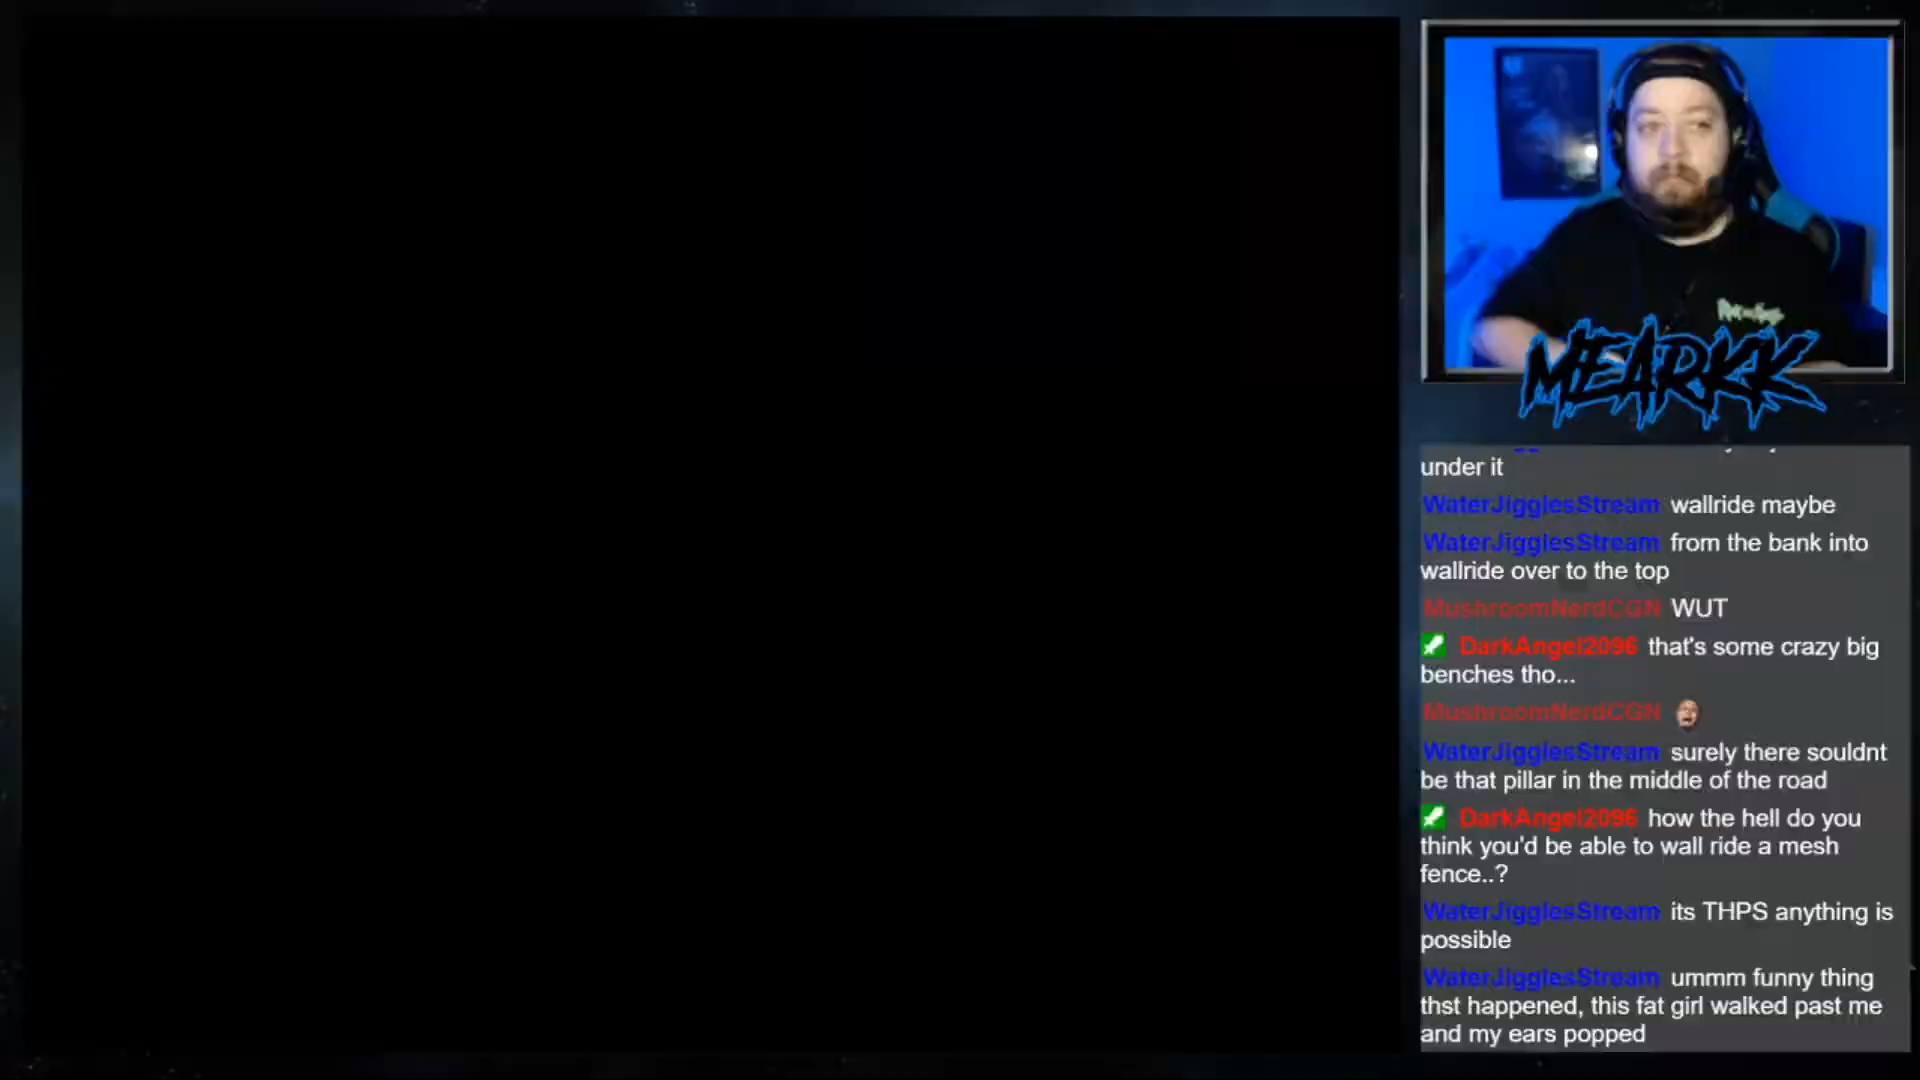 MEARKK
under it
WaterJigglesStream wallride maybe
WaterJigglesStream from the bank into
wallride over to the top
MushroomNerdCGN WUT
DarkAngel2096 that's some crazy big
benches tho...
MushroomNerdCGN
WaterJigglesStream surely there souldnt
be that pillar in the middle of the road
DarkAngel2096 how the hell do you
think you'd be able to wall ride a mesh
fence..?
WaterJigglesStream its THPS anything is
possible
WaterJigglesStream ummm funny thing
thst happened, this fat girl walked past me
and my ears popped